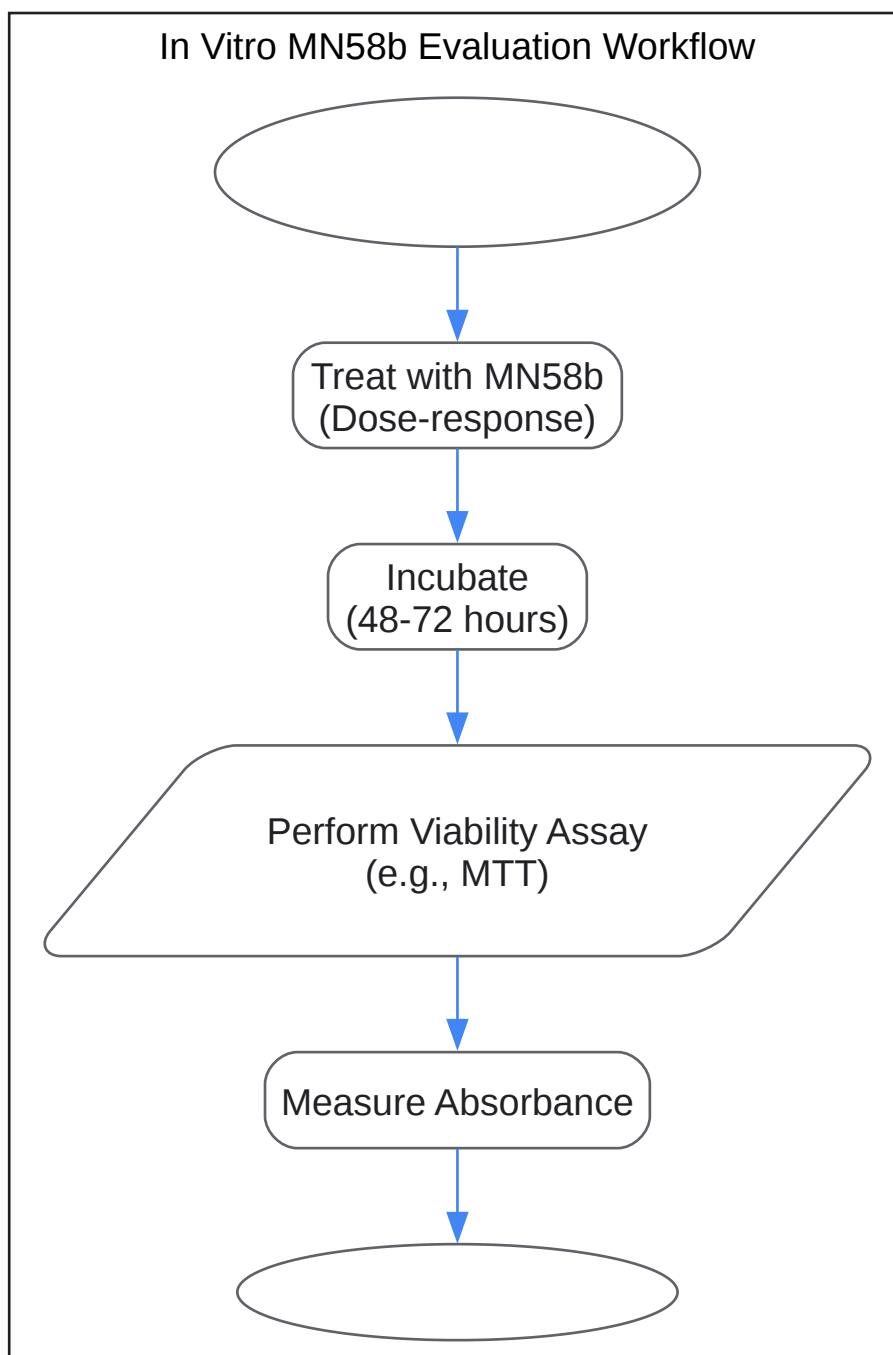 In Vitro MN58b Evaluation Workflow
Treat with MN58b
(Dose-response)
Incubate
(48-72 hours)
Perform Viability Assay
(e.g., MTT)
Measure Absorbance